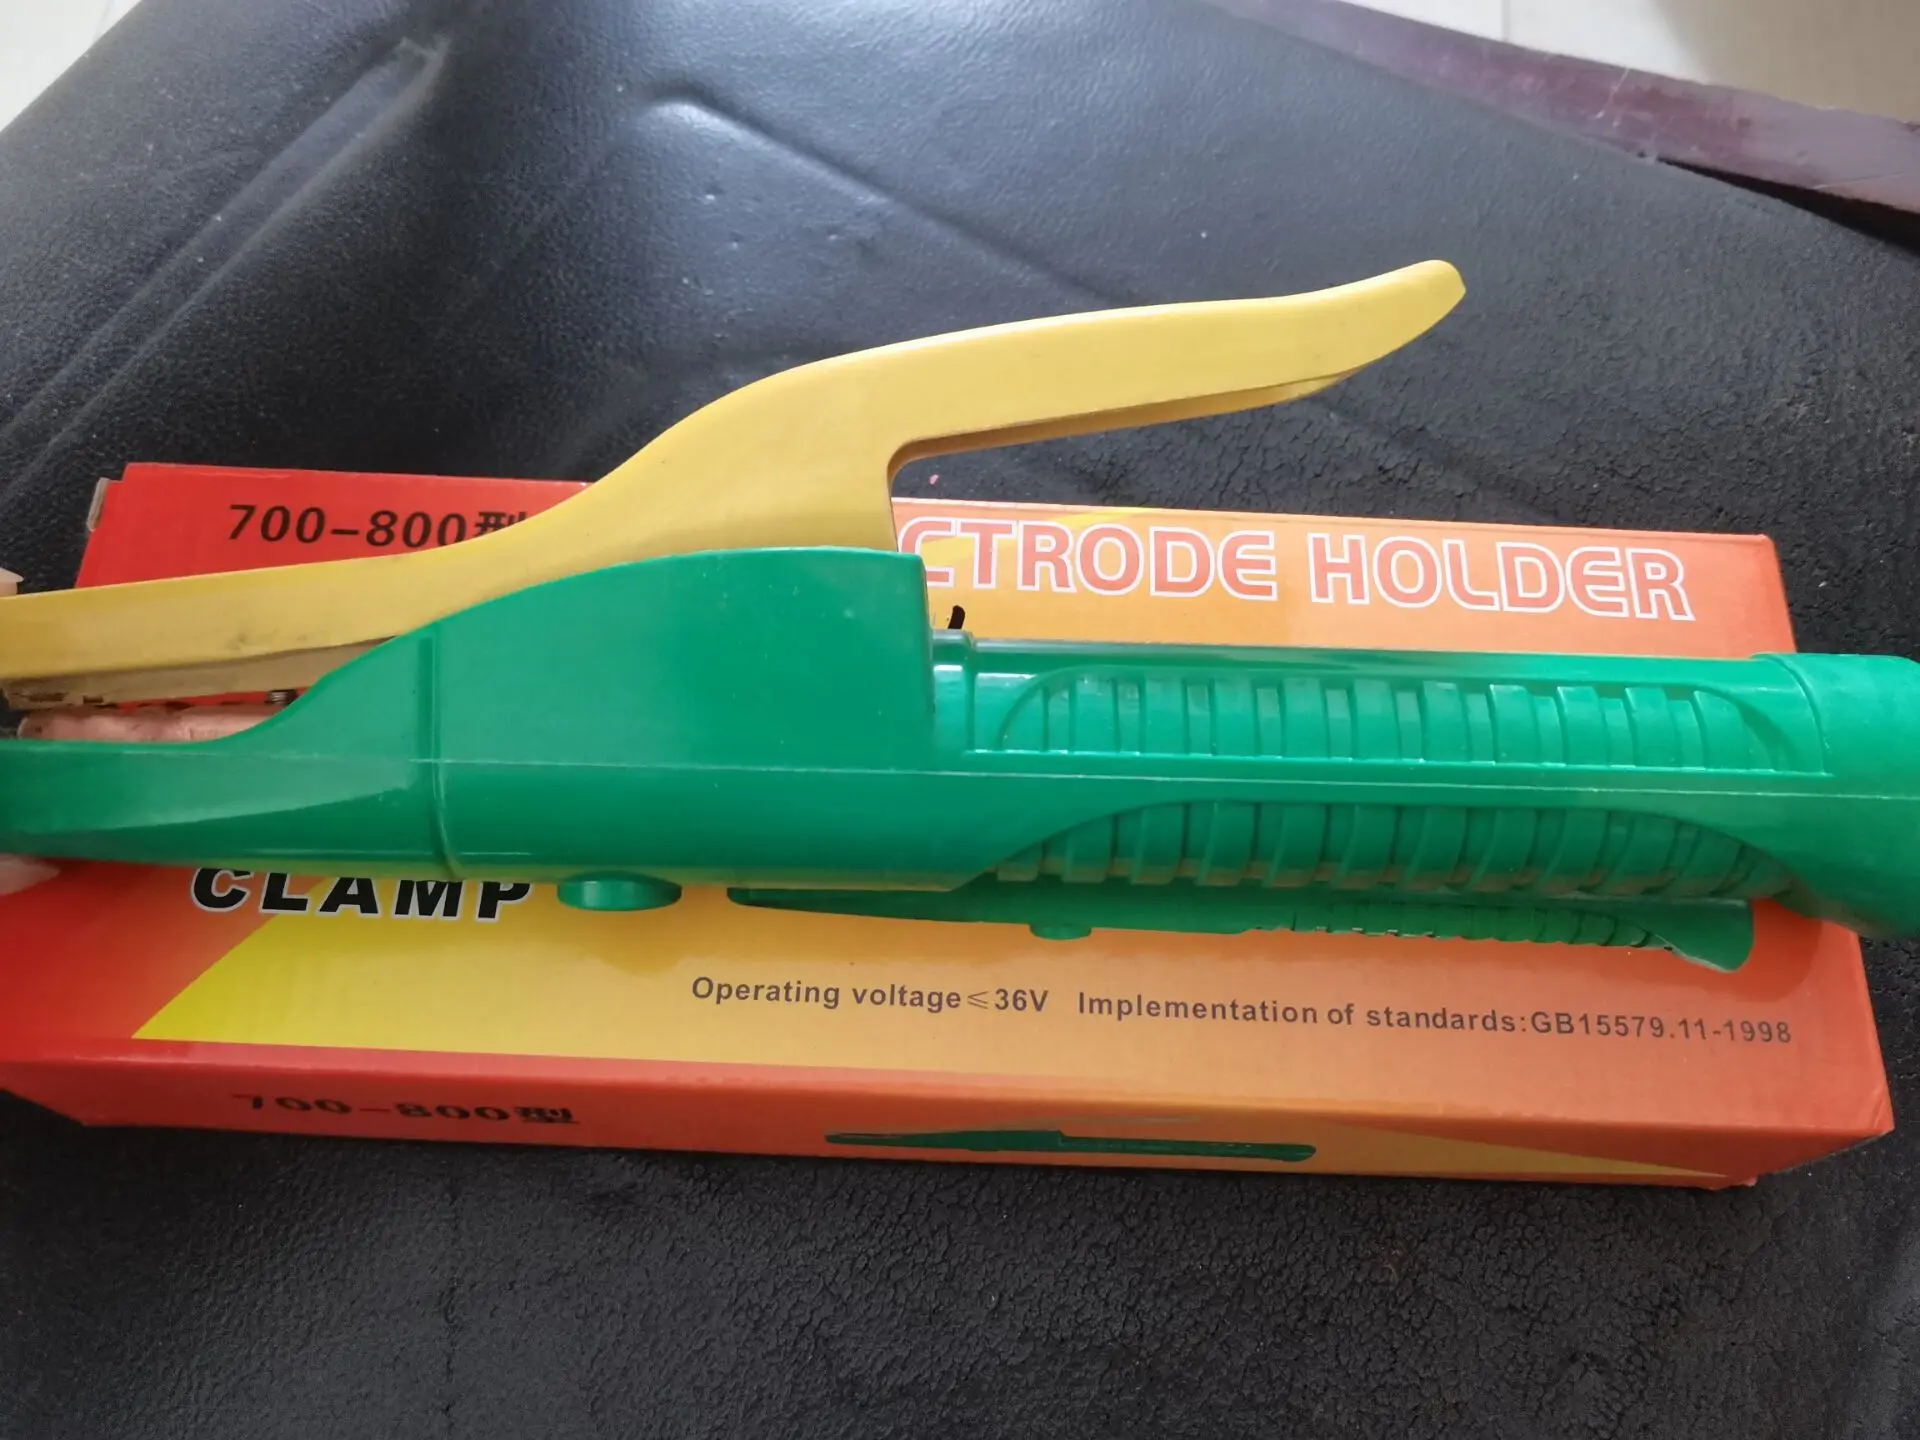 700-800型
CTRODE HOLDER
CLAMP
Operating voltage≤36V Implementation of standards:GB15579.11-1998
700-800型